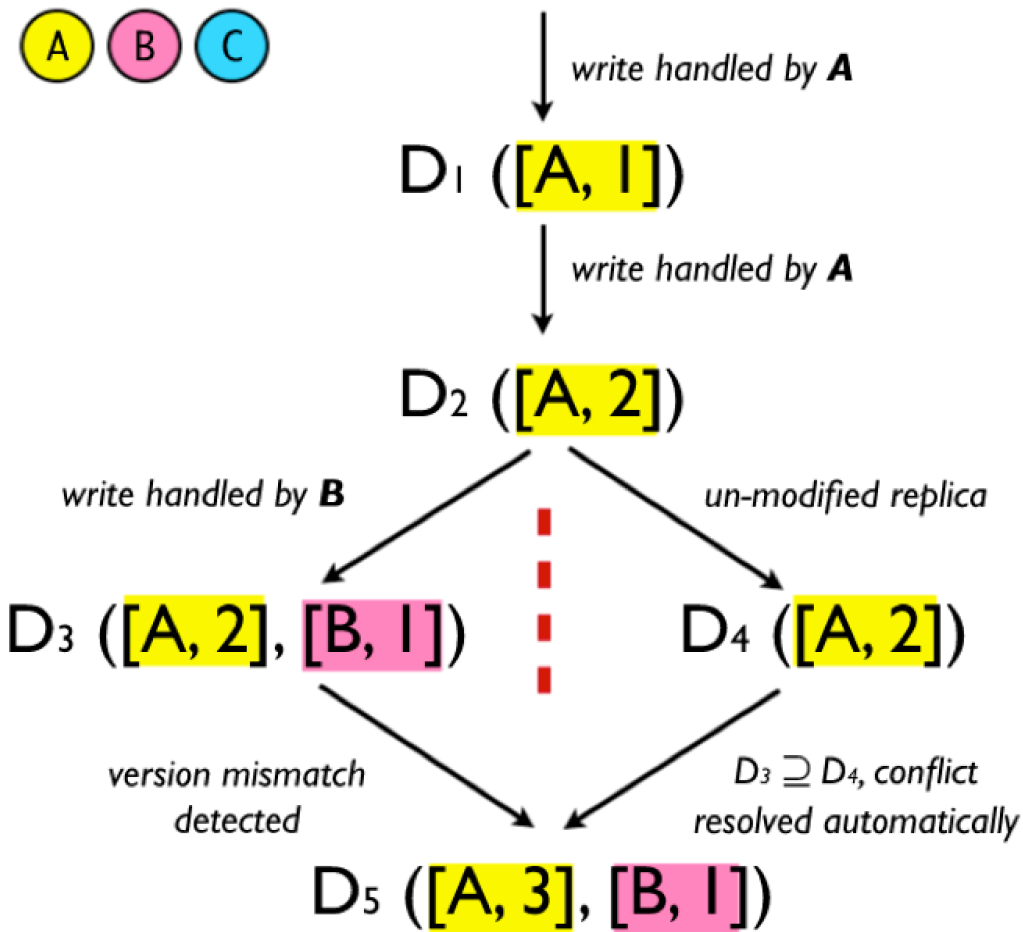 A B C
write handled by A
D₁ ([A, 1])
write handled by A
D₂ ([A, 2])
write handled by B
un-modified replica
D₃ ([A, 2], [B, 1])
D₄ ([A, 2])
version mismatch
detected
D₃ ⊇ D₄, conflict
resolved automatically
D₅ ([A, 3], [B, 1])